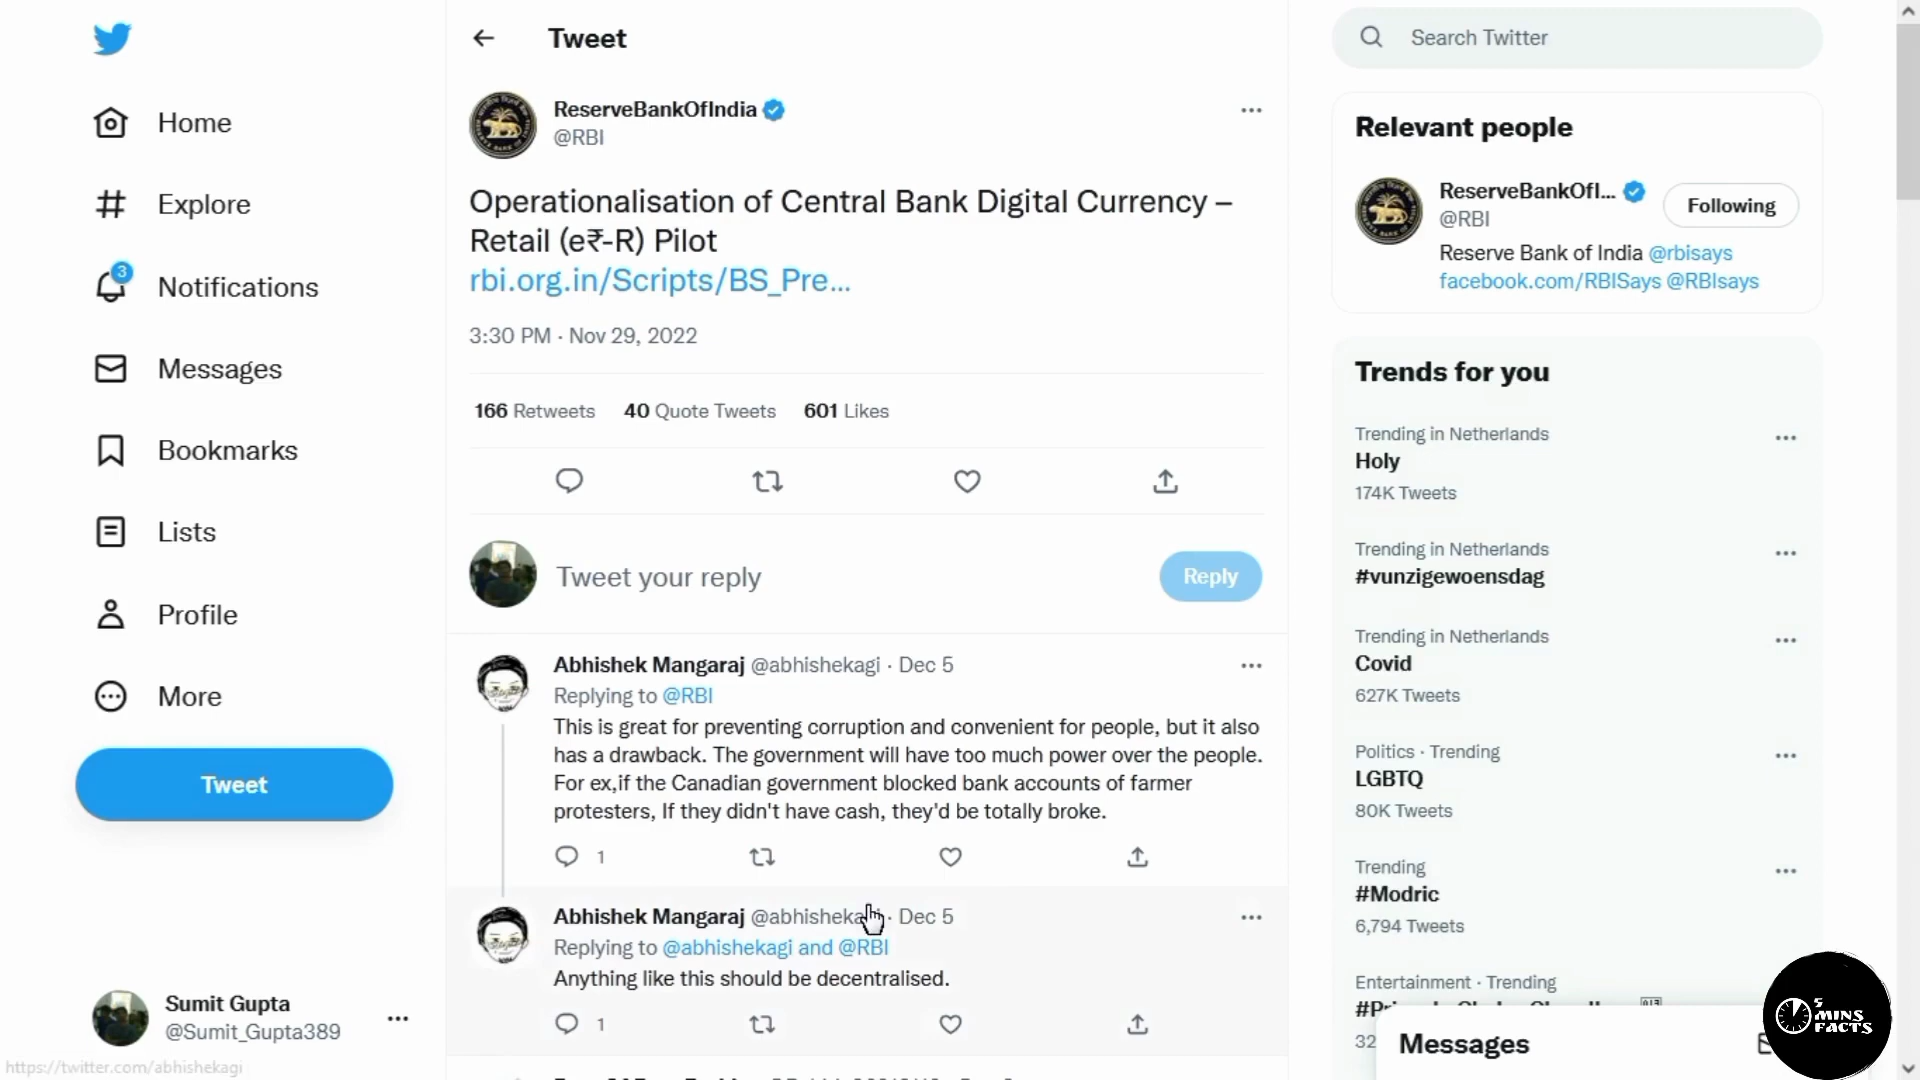 Tweet
Search Twitter
Home
Explore
3
Notifications
Messages
Bookmarks
Lists
Profile
More
Tweet
Sumit Gupta
@Sumit_Gupta389
https://twitter.com/abhishekagi
ReserveBankOfIndia
@RBI
Operationalisation of Central Bank Digital Currency –
Retail (e₹-R) Pilot
rbi.org.in/Scripts/BS_Pre...
3:30 PM · Nov 29, 2022
166 Retweets 40 Quote Tweets 601 Likes
Tweet your reply
Reply
Abhishek Mangaraj @abhishekagi · Dec 5
Replying to @RBI
This is great for preventing corruption and convenient for people, but it also
has a drawback. The government will have too much power over the people.
For ex,if the Canadian government blocked bank accounts of farmer
protesters, If they didn't have cash, they'd be totally broke.
1
Abhishek Mangaraj @abhisheka · Dec 5
Replying to @abhishekagi and @RBI
Anything like this should be decentralised.
1
Relevant people
ReserveBankOfI...
@RBI
Following
Reserve Bank of India @rbisays
facebook.com/RBISays @RBIsays
Trends for you
Trending in Netherlands
Holy
174K Tweets
Trending in Netherlands
#vunzigewoensdag
Trending in Netherlands
Covid
627K Tweets
Politics · Trending
LGBTQ
80K Tweets
Trending
#Modric
6,794 Tweets
Entertainment · Trending
32
Messages
5
MINS
FACTS